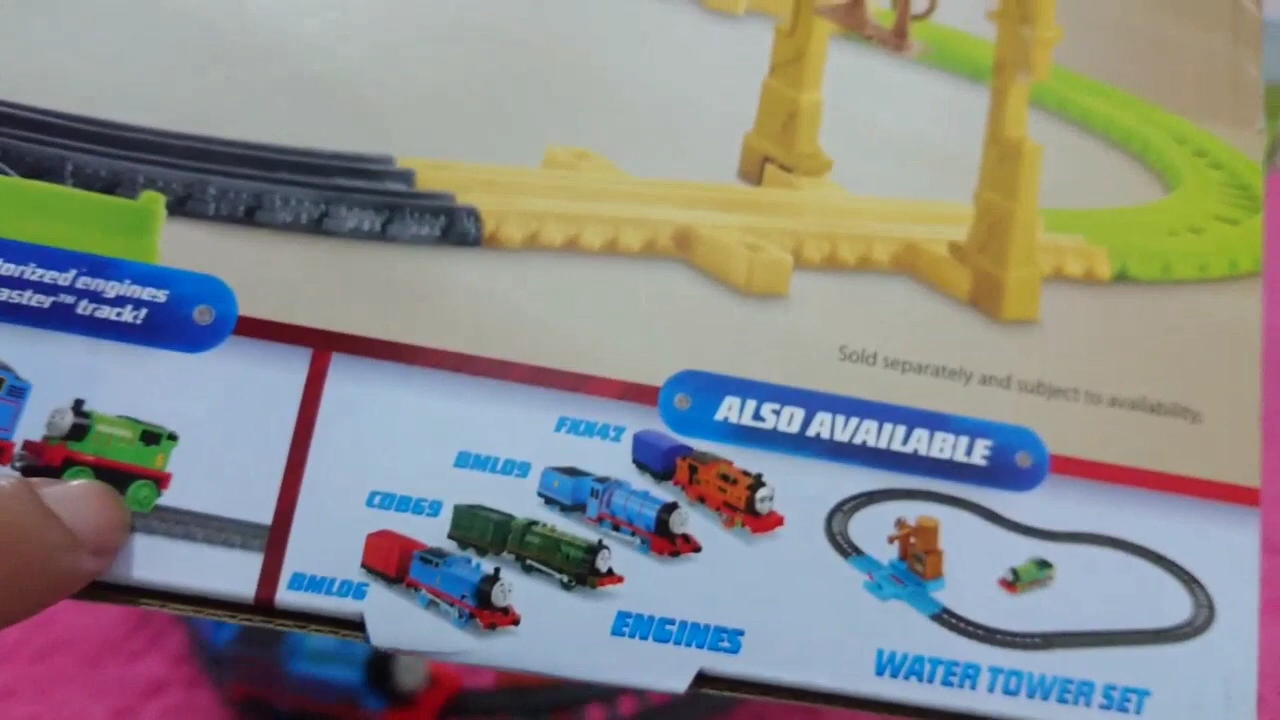 torized engines
aster™ track!
Sold separately and subject to availability.
ALSO AVAILABLE
FXX47
BML09
CDB69
BML06
ENGINES
WATER TOWER SET